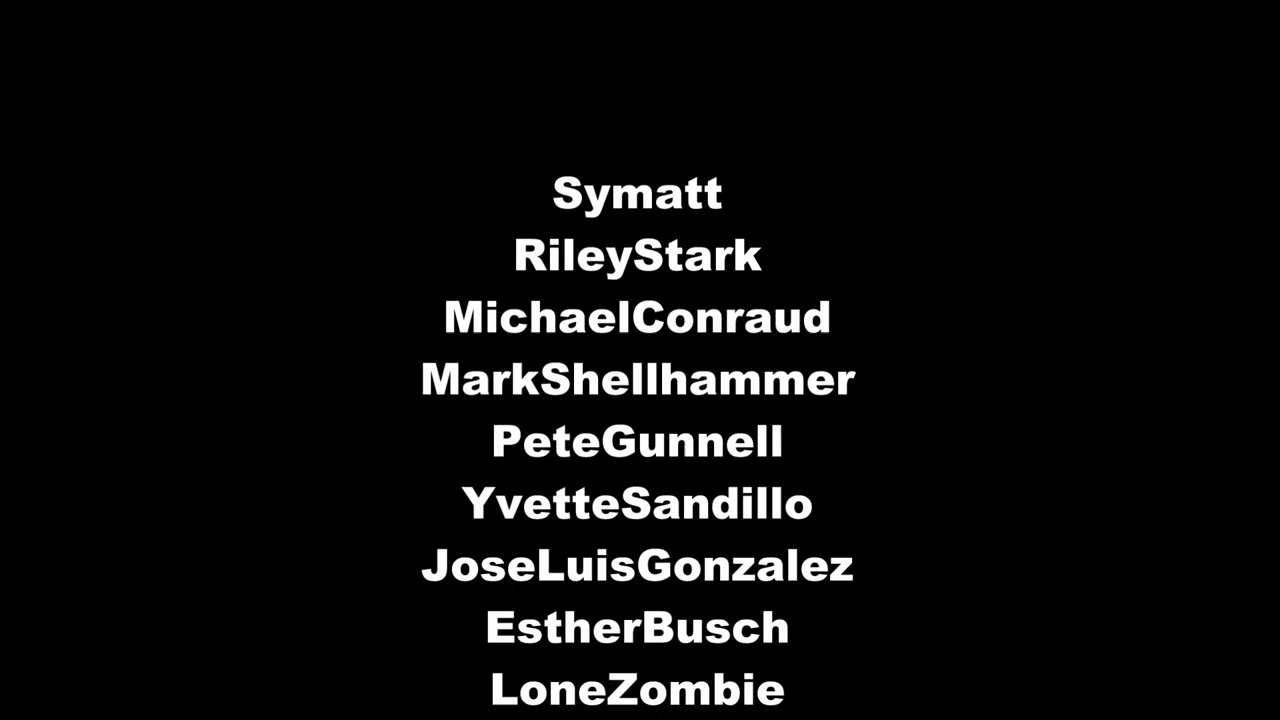 Symatt
RileyStark
MichaelConraud
MarkShellhammer
PeteGunnell
YvetteSandillo
JoseLuisGonzalez
EstherBusch
LoneZombie